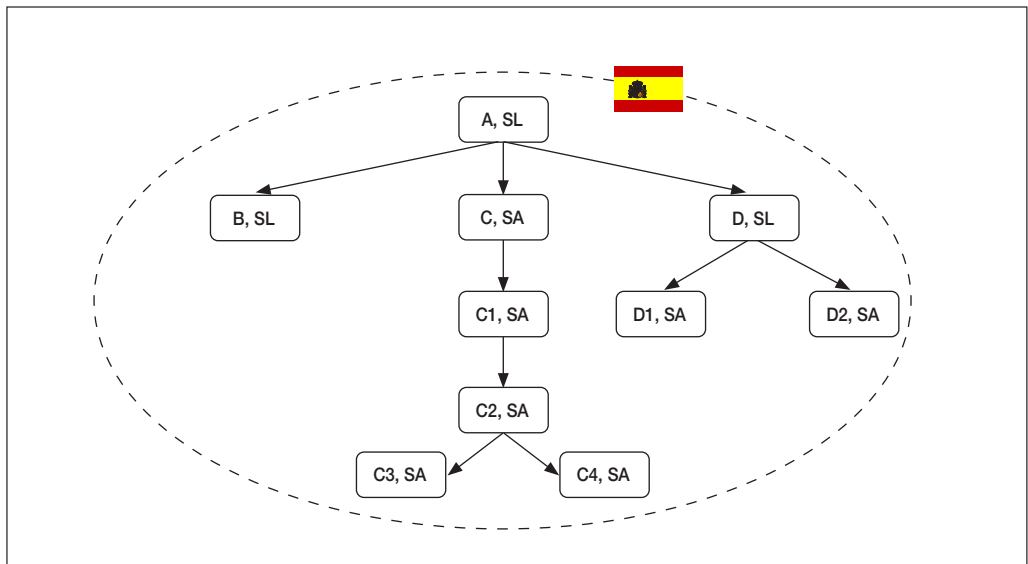 A, SL
B, SL
C, SA
D, SL
C1, SA
D1, SA
D2, SA
C2, SA
C3, SA
C4, SA